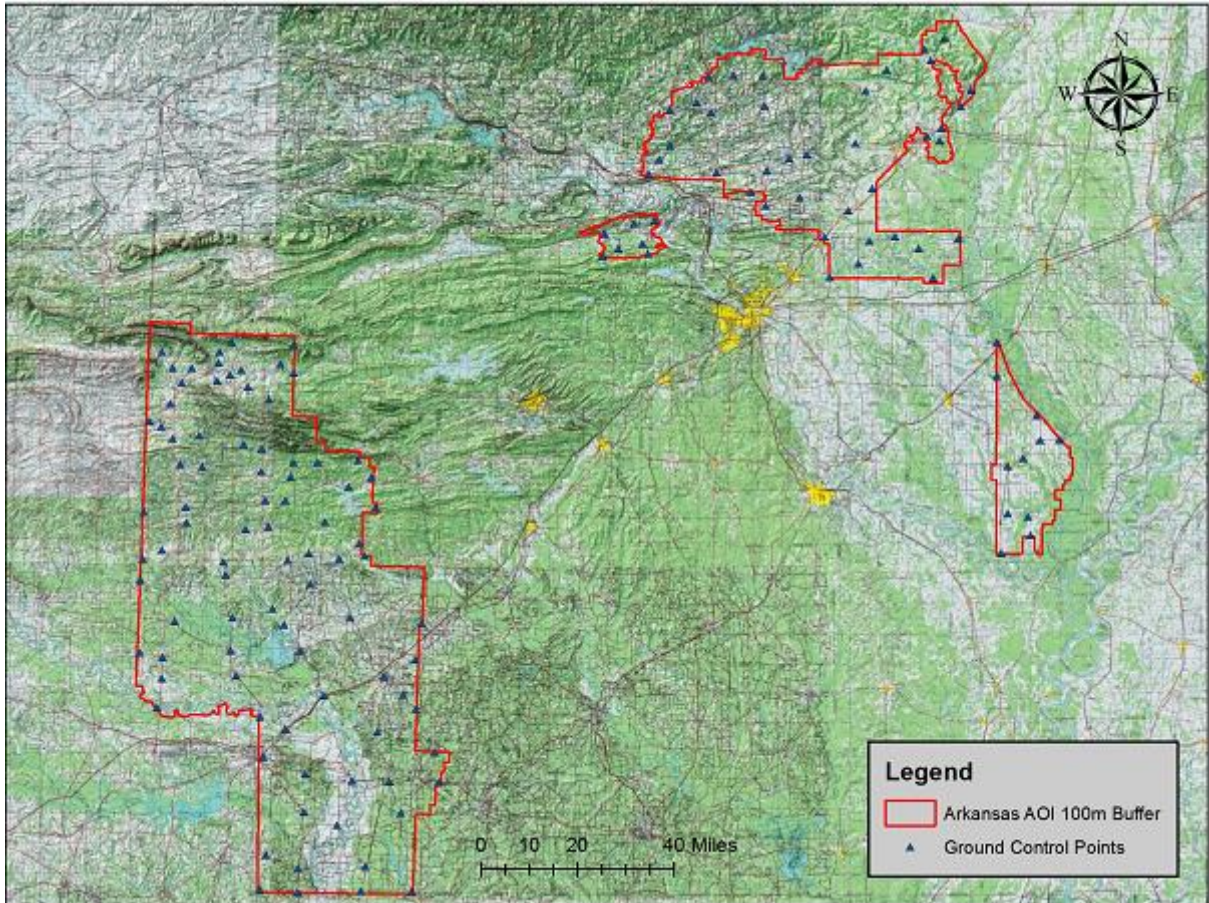 N
W E
S
Legend
Arkansas AOI 100m Buffer
Ground Control Points
0 10 20 40 Miles